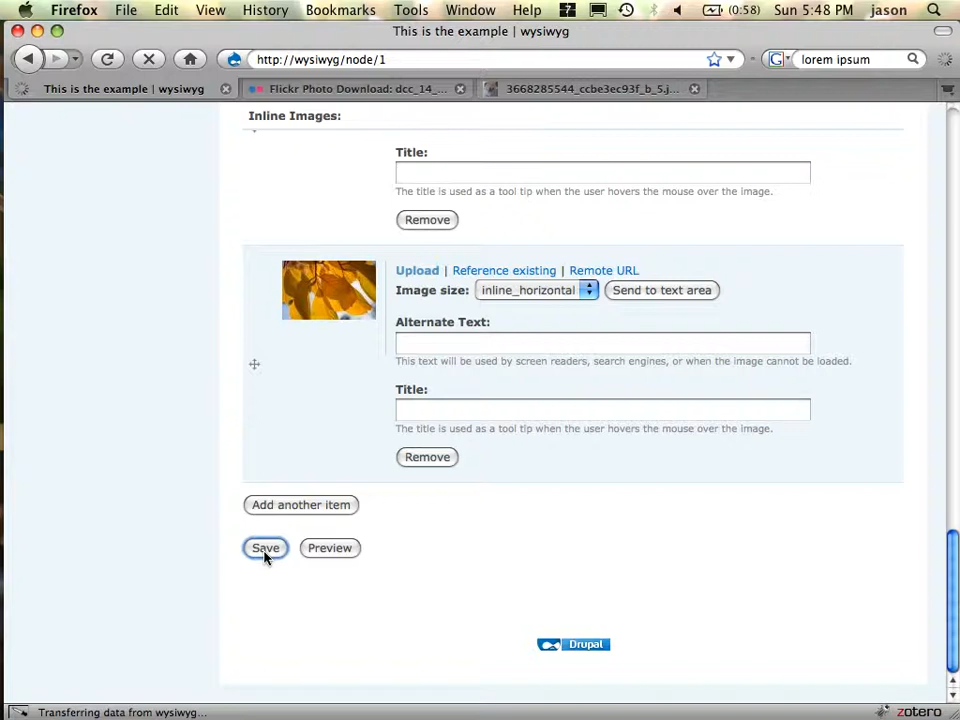 Firefox File Edit View History Bookmarks Tools Window Help (0:58) Sun 5:48 PM jason
This is the example | wysiwyg
http://wysiwyg/node/1 lorem ipsum
This is the example | wysiwyg Flickr Photo Download: dcc_14_... 3668285544_ccbe3ec93f_b_5.j...
Inline Images:
Title:
The title is used as a tool tip when the user hovers the mouse over the image.
Remove
Upload | Reference existing | Remote URL
Image size: inline_horizontal Send to text area
Alternate Text:
This text will be used by screen readers, search engines, or when the image cannot be loaded.
Title:
The title is used as a tool tip when the user hovers the mouse over the image.
Remove
Add another item
Save Preview
Drupal
Transferring data from wysiwyg... zotero